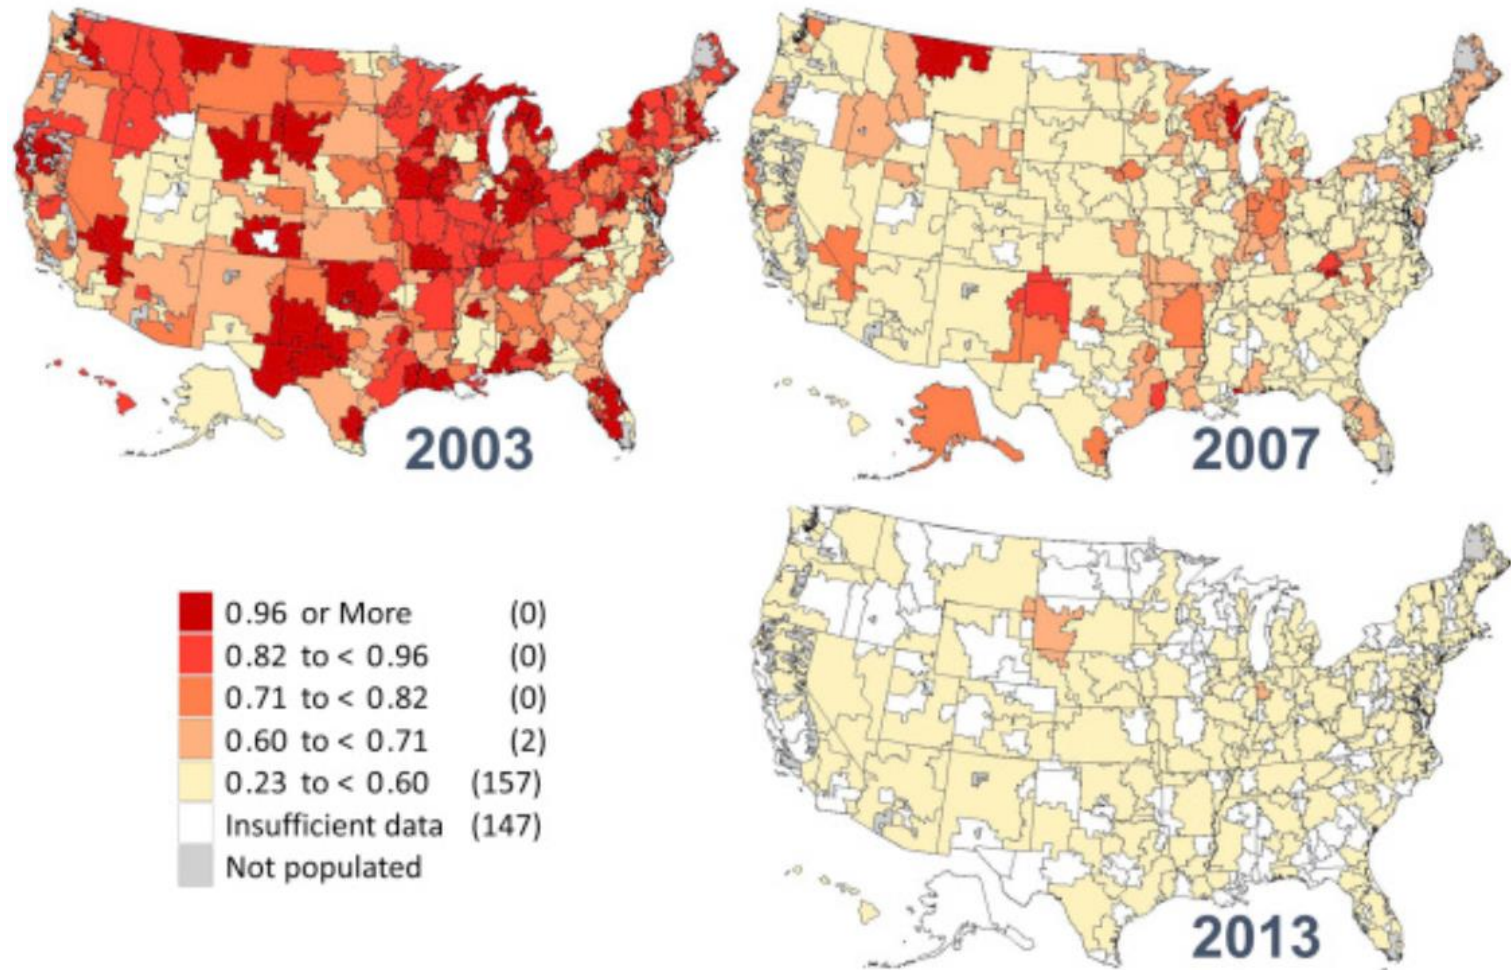 2003
2007
0.96 or More (0)
0.82 to < 0.96 (0)
0.71 to < 0.82 (0)
0.60 to < 0.71 (2)
0.23 to < 0.60 (157)
Insufficient data (147)
Not populated
2013